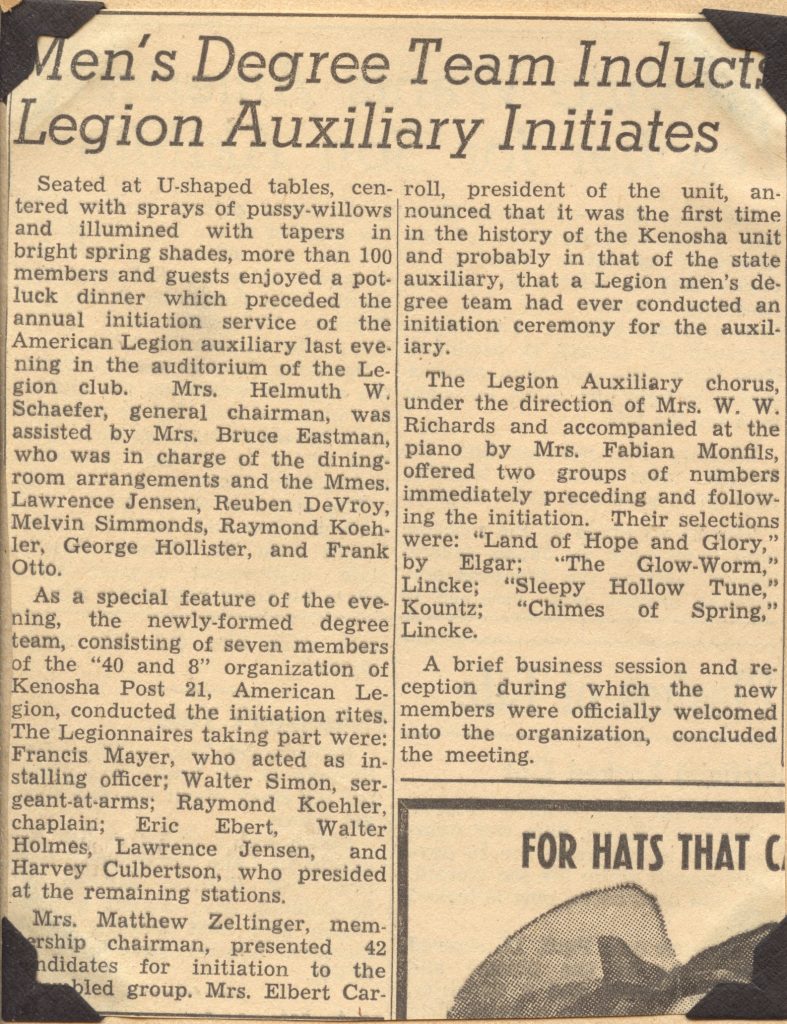 Men's Degree Team Inducts
Legion Auxiliary Initiates
Seated at U-shaped tables, cen-
tered with sprays of pussy-willows
and illumined with tapers in
bright spring shades, more than 100
members and guests enjoyed a pot-
luck dinner which preceded the
annual initiation service of the
American Legion auxiliary last eve-
ning in the auditorium of the Le-
gion club. Mrs. Helmuth W.
Schaefer, general chairman, was
assisted by Mrs. Bruce Eastman,
who was in charge of the dining-
room arrangements and the Mmes.
Lawrence Jensen, Reuben DeVroy,
Melvin Simmonds, Raymond Koeh-
ler, George Hollister, and Frank
Otto.
As a special feature of the eve-
ning, the newly-formed degree
team, consisting of seven members
of the "40 and 8" organization of
Kenosha Post 21, American Le-
gion, conducted the initiation rites.
The Legionnaires taking part were:
Francis Mayer, who acted as in-
stalling officer; Walter Simon, ser-
geant-at-arms; Raymond Koehler,
chaplain; Eric Ebert, Walter
Holmes, Lawrence Jensen, and
Harvey Culbertson, who presided
at the remaining stations.
Mrs. Matthew Zeltinger, mem-
ership chairman, presented 42
ndidates for initiation to the
bled group. Mrs. Elbert Car-
roll, president of the unit, an-
nounced that it was the first time
in the history of the Kenosha unit
and probably in that of the state
auxiliary, that a Legion men's de-
gree team had ever conducted an
initiation ceremony for the auxil-
iary.
The Legion Auxiliary chorus,
under the direction of Mrs. W. W.
Richards and accompanied at the
piano by Mrs. Fabian Monfils,
offered two groups of numbers
immediately preceding and follow-
ing the initiation. Their selections
were: "Land of Hope and Glory,"
by Elgar; "The Glow-Worm,"
Lincke; "Sleepy Hollow Tune,"
Kountz; "Chimes of Spring,"
Lincke.
A brief business session and re-
ception during which the new
members were officially welcomed
into the organization, concluded
the meeting.
FOR HATS THAT CA